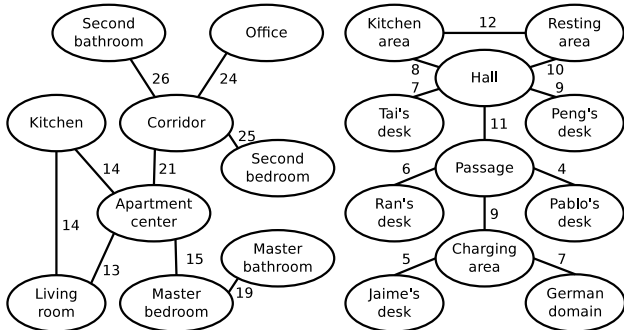 Second
bathroom
Office
26
24
Kitchen
Corridor
25
Second
bedroom
14
21
Apartment
center
14
13
15
Master
bathroom
19
Living
room
Master
bedroom
Kitchen
area
12
Resting
area
8
10
Hall
7
9
Tai's
desk
Peng's
desk
11
Passage
6
4
Ran's
desk
Pablo's
desk
9
Charging
area
5
7
Jaime's
desk
German
domain